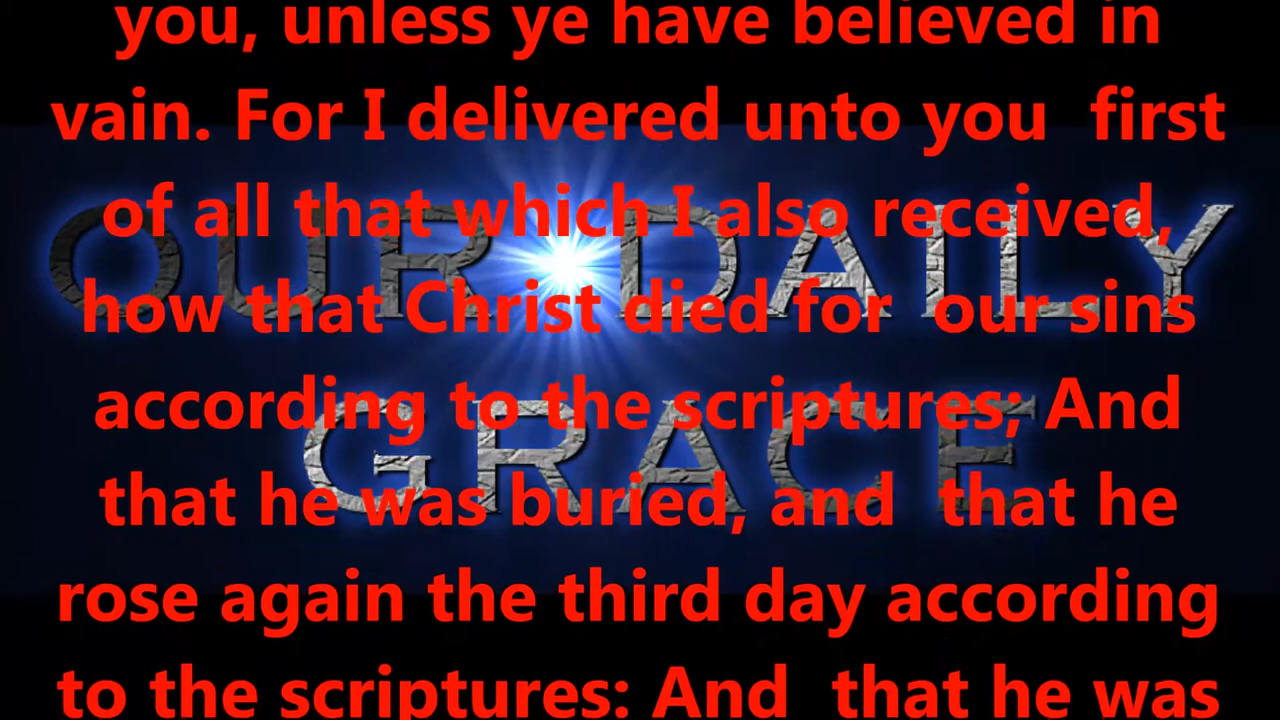 you, unless ye have believed in
vain. For I delivered unto you  first
of all that which I also received,
how that Christ died for  our sins
according to the scriptures; And
that he was buried, and  that he
rose again the third day according
to the scriptures: And  that he was
OUR DAILY
GRACE